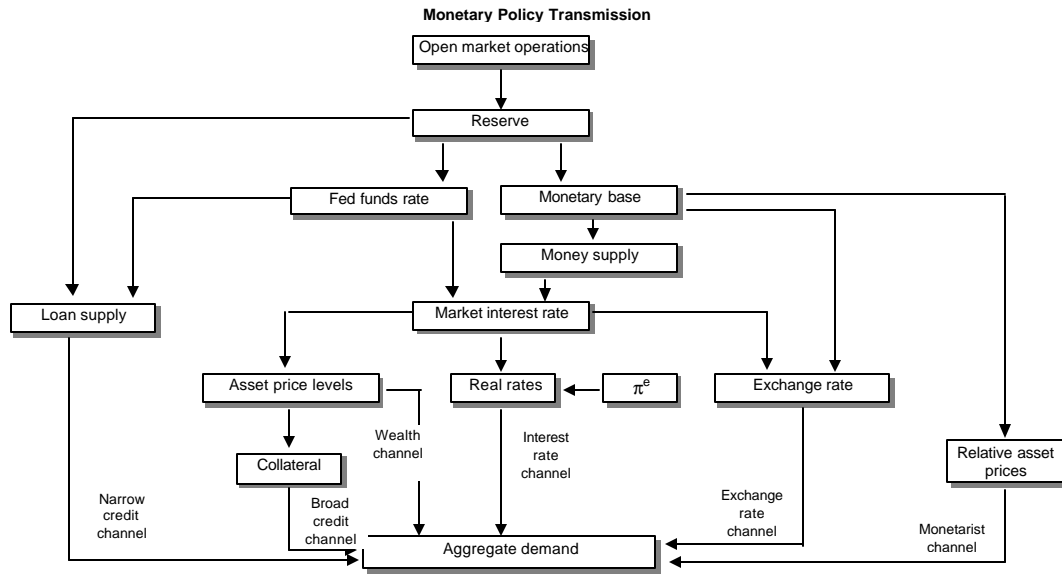 Monetary Policy Transmission
Open market operations
Reserve
Fed funds rate
Monetary base
Money supply
Loan supply
Market interest rate
Asset price levels
Real rates
πᵉ
Exchange rate
Wealth
channel
Interest
rate
channel
Collateral
Relative asset
prices
Narrow
credit
channel
Broad
credit
channel
Exchange
rate
channel
Monetarist
channel
Aggregate demand